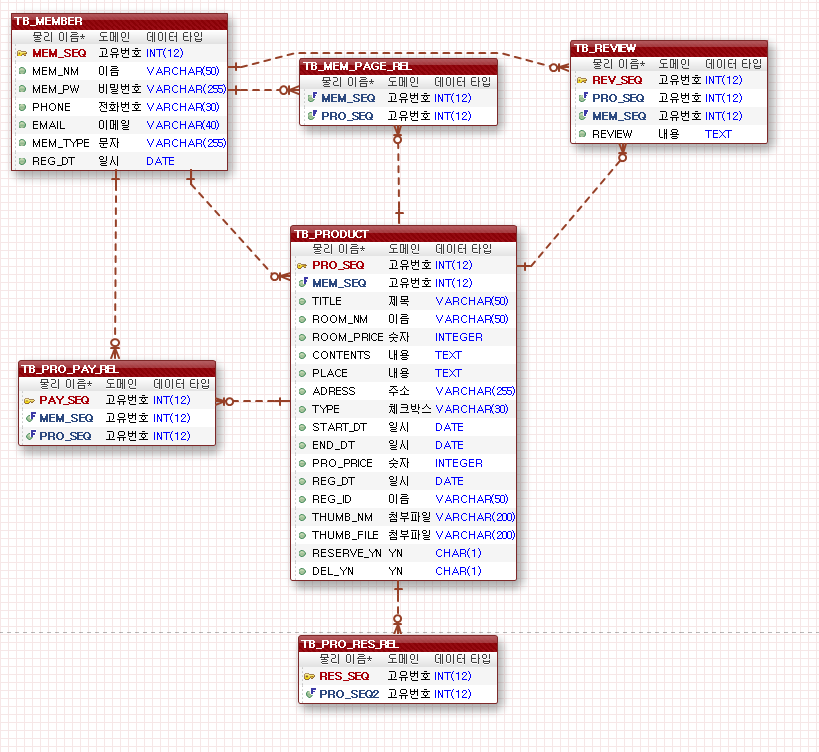 TB_MEMBER
물리 이름* 도메인 데이터 타입
MEM_SEQ 고유번호 INT(12)
MEM_NM 이름 VARCHAR(50)
MEM_PW 비밀번호 VARCHAR(255)
PHONE 전화번호 VARCHAR(30)
EMAIL 이메일 VARCHAR(40)
MEM_TYPE 문자 VARCHAR(255)
REG_DT 일시 DATE
TB_MEM_PAGE_REL
물리 이름* 도메인 데이터 타입
MEM_SEQ 고유번호 INT(12)
PRO_SEQ 고유번호 INT(12)
TB_REVIEW
물리 이름* 도메인 데이터 타입
REV_SEQ 고유번호 INT(12)
PRO_SEQ 고유번호 INT(12)
MEM_SEQ 고유번호 INT(12)
REVIEW 내용 TEXT
TB_PRODUCT
물리 이름* 도메인 데이터 타입
PRO_SEQ 고유번호 INT(12)
MEM_SEQ 고유번호 INT(12)
TITLE 제목 VARCHAR(50)
ROOM_NM 이름 VARCHAR(50)
ROOM_PRICE 숫자 INTEGER
CONTENTS 내용 TEXT
PLACE 내용 TEXT
ADRESS 주소 VARCHAR(255)
TYPE 체크박스 VARCHAR(30)
START_DT 일시 DATE
END_DT 일시 DATE
PRO_PRICE 숫자 INTEGER
REG_DT 일시 DATE
REG_ID 이름 VARCHAR(50)
THUMB_NM 첨부파일 VARCHAR(200)
THUMB_FILE 첨부파일 VARCHAR(200)
RESERVE_YN YN CHAR(1)
DEL_YN YN CHAR(1)
TB_PRO_PAY_REL
물리 이름* 도메인 데이터 타입
PAY_SEQ 고유번호 INT(12)
MEM_SEQ 고유번호 INT(12)
PRO_SEQ 고유번호 INT(12)
TB_PRO_RES_REL
물리 이름* 도메인 데이터 타입
RES_SEQ 고유번호 INT(12)
PRO_SEQ2 고유번호 INT(12)